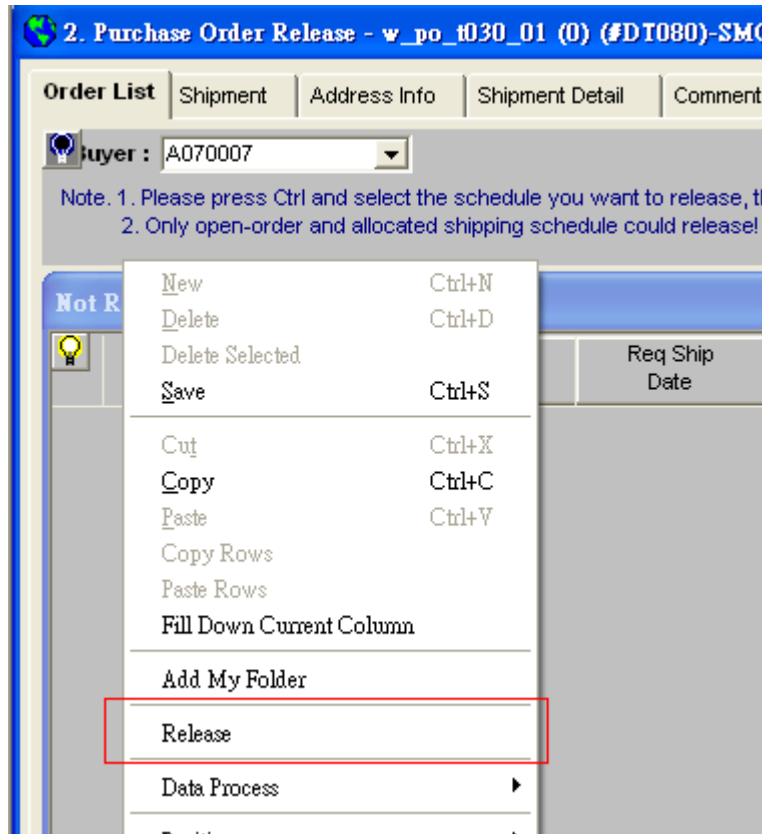 2. Purchase Order Release - w_po_t030_01 (0) (#DT080)-SMC
Order List Shipment Address Info Shipment Detail Comment
Buyer : A070007
Note. 1. Please press Ctrl and select the schedule you want to release,
2. Only open-order and allocated shipping schedule could release!
Not R
Req Ship
Date
New Ctrl+N
Delete Ctrl+D
Delete Selected
Save Ctrl+S
Cut Ctrl+X
Copy Ctrl+C
Paste Ctrl+V
Copy Rows
Paste Rows
Fill Down Current Column
Add My Folder
Release
Data Process